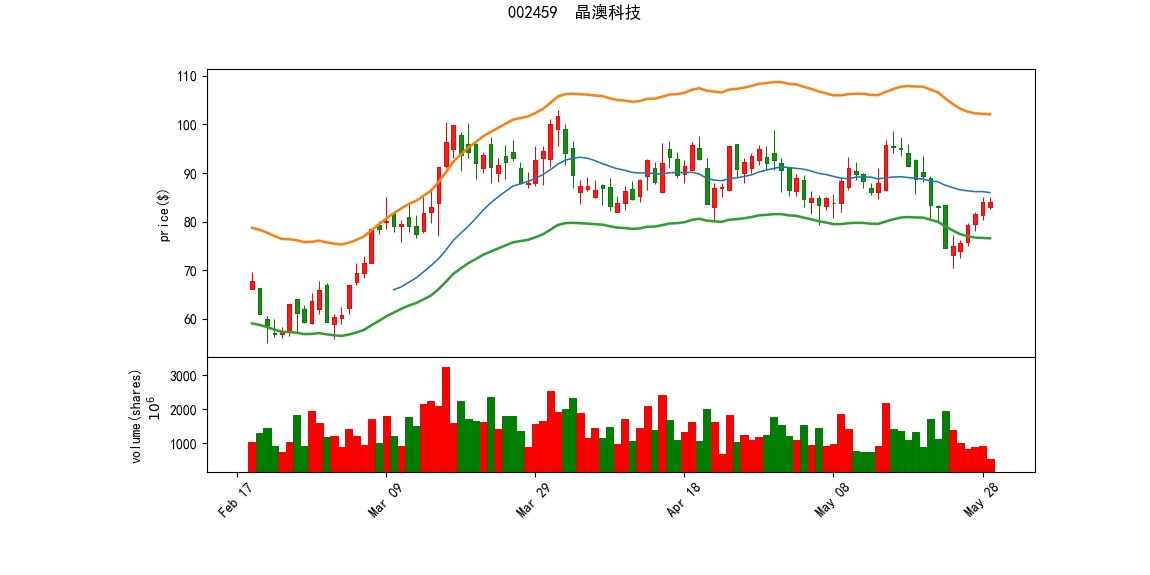 002459 晶澳科技
110
100
90
80
70
60
price($)
3000
2000
1000
volume(shares)
10^6
Feb 17
Mar 09
Mar 29
Apr 18
May 08
May 28